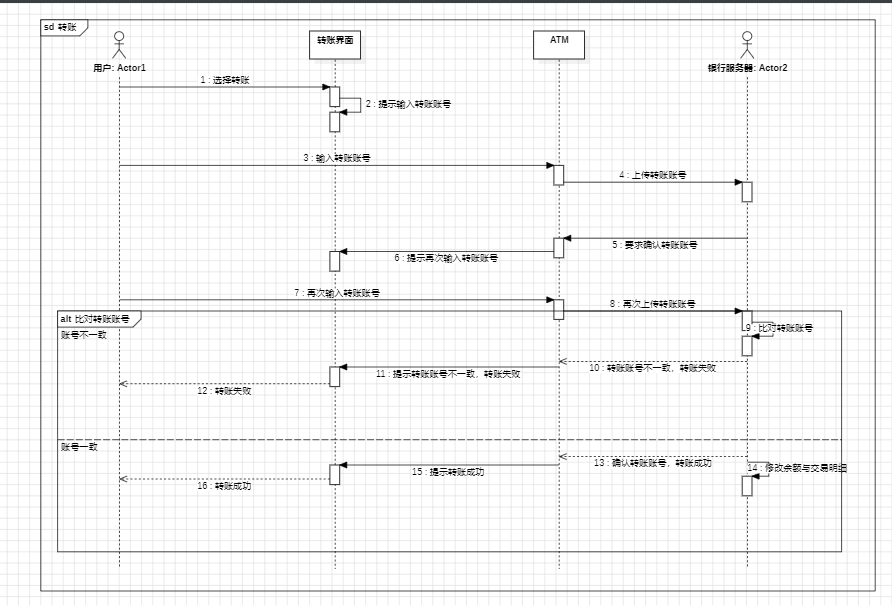 sd 转账
转账界面
ATM
用户: Actor1
银行服务器: Actor2
1 : 选择转账
2 : 提示输入转账账号
3 : 输入转账账号
4 : 上传转账账号
5 : 要求确认转账账号
6 : 提示再次输入转账账号
7 : 再次输入转账账号
8 : 再次上传转账账号
alt 比对转账账号
9 : 比对转账账号
账号不一致
10 : 转账账号不一致，转账失败
11 : 提示转账账号不一致，转账失败
12 : 转账失败
账号一致
13 : 确认转账账号，转账成功
14 : 修改余额与交易明细
15 : 提示转账成功
16 : 转账成功